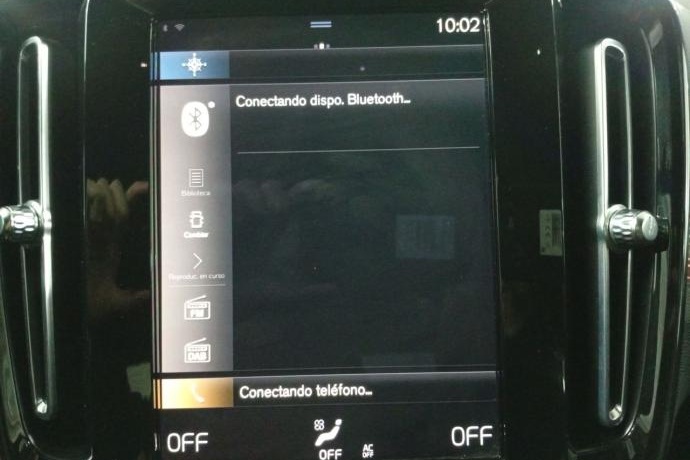 10:02
Conectando dispo. Bluetooth...
Biblioteca
Cambiar
Reproduc. en curso
FM
DAB
Conectando teléfono...
OFF
OFF
AC
OFF
OFF